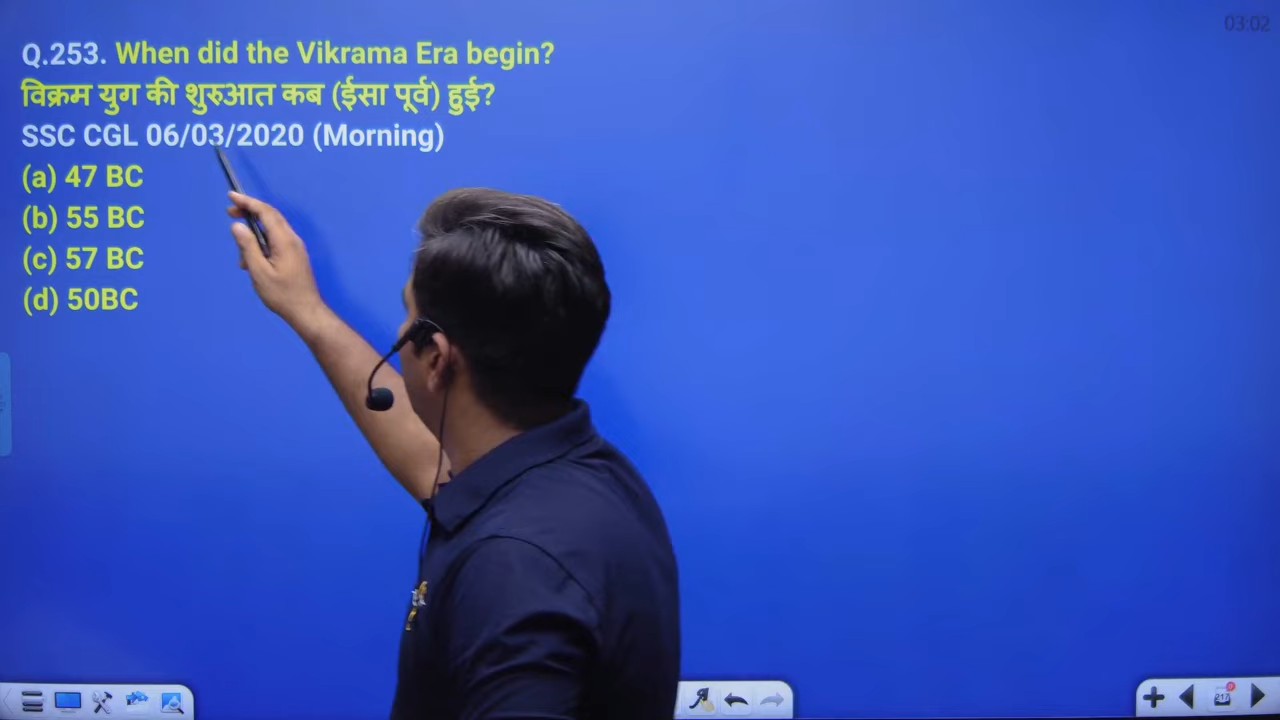 03:02
Q.253. When did the Vikrama Era begin?
विक्रम युग की शुरुआत कब (ईसा पूर्व) हुई?
SSC CGL 06/03/2020 (Morning)
(a) 47 BC
(b) 55 BC
(c) 57 BC
(d) 50BC
217